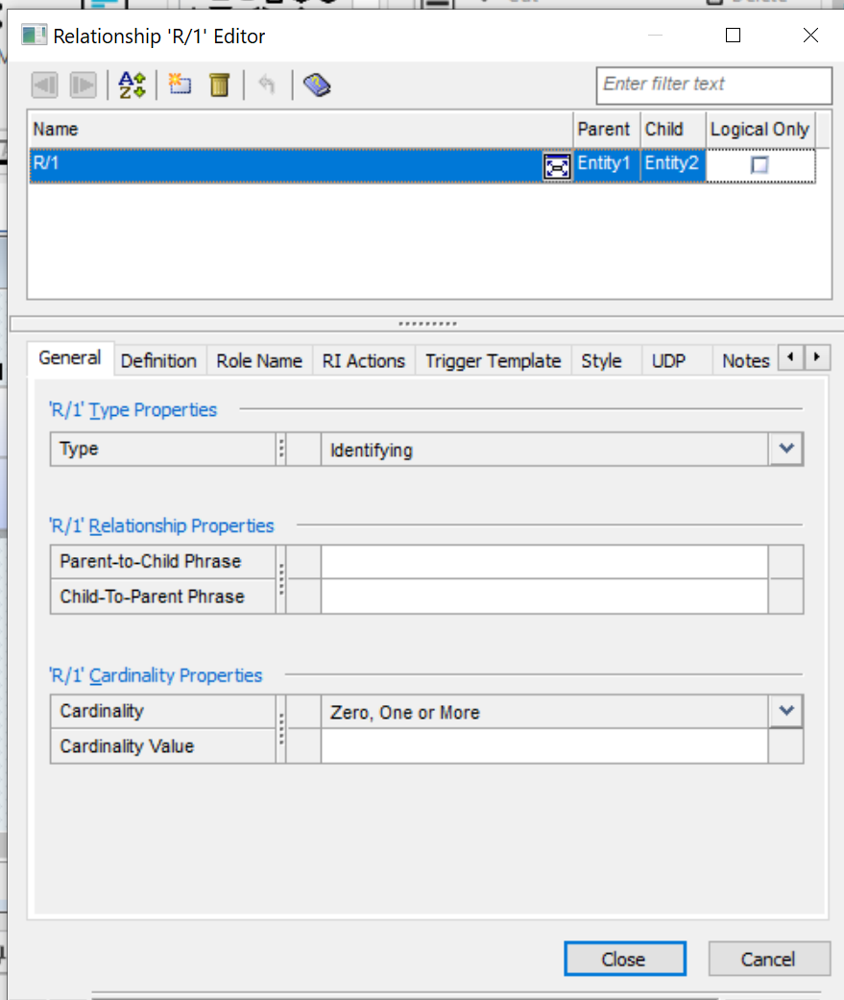 Relationship 'R/1' Editor
Enter filter text
Name Parent Child Logical Only
R/1 Entity1 Entity2
General Definition Role Name RI Actions Trigger Template Style UDP Notes
'R/1' Type Properties
Type Identifying
'R/1' Relationship Properties
Parent-to-Child Phrase
Child-To-Parent Phrase
'R/1' Cardinality Properties
Cardinality Zero, One or More
Cardinality Value
Close Cancel